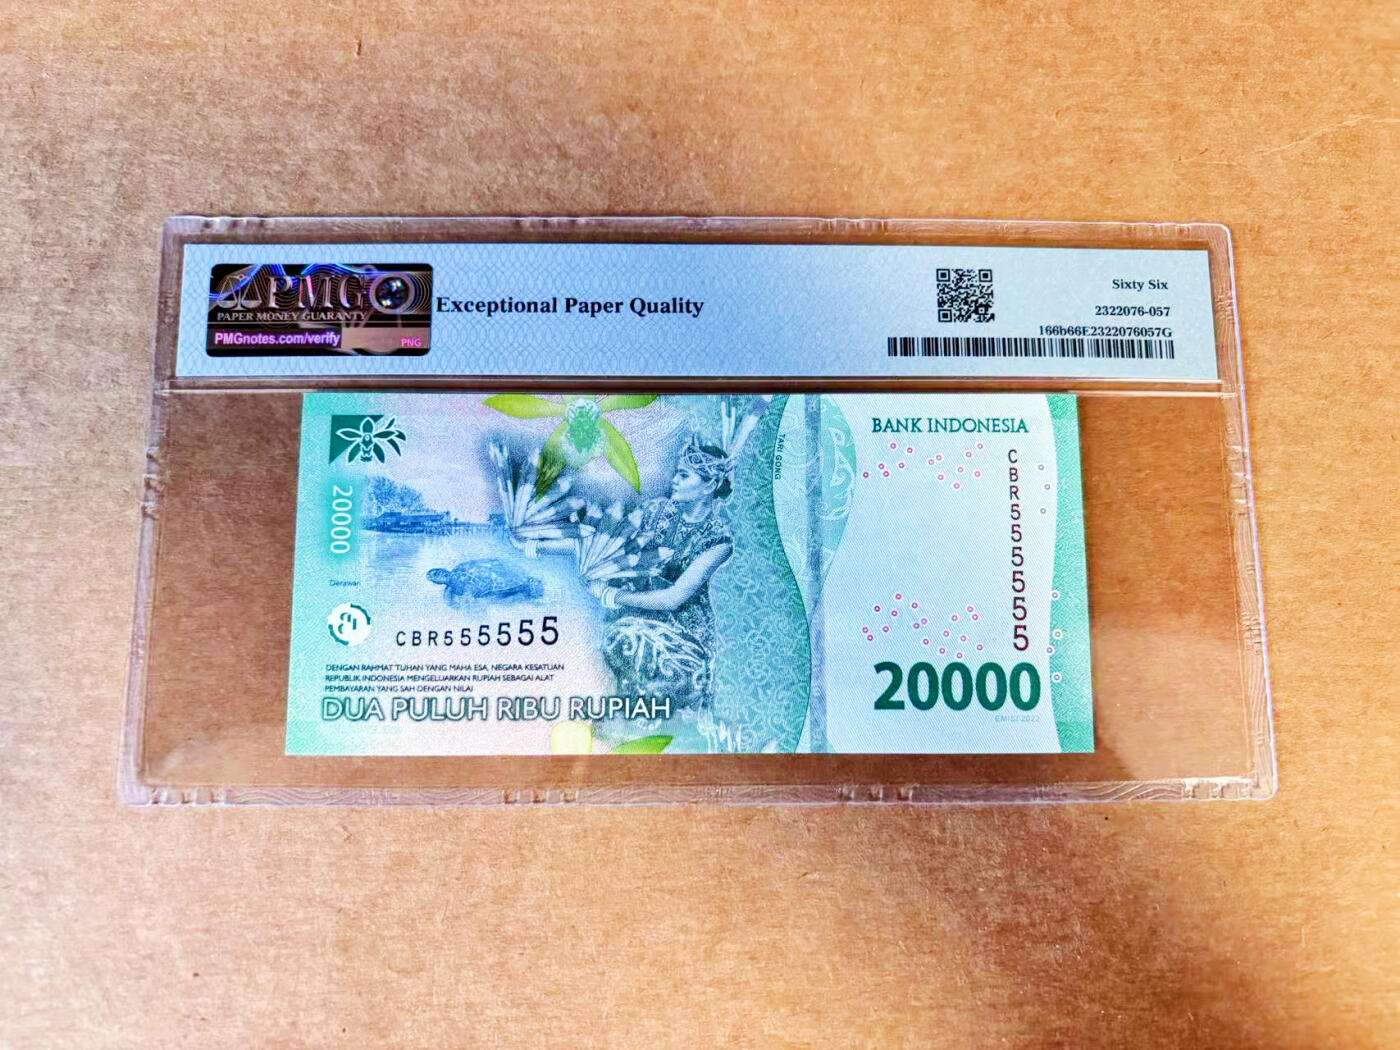 PMG
PAPER MONEY GUARANTY
PMGnotes.com/verify
PNG
Exceptional Paper Quality
Sixty Six
2322076-057
166b66E2322076057G
BANK INDONESIA
CBR555555
TARI GONG
20000
Derawan
CBR555555
DENGAN RAHMAT TUHAN YANG MAHA ESA, NEGARA KESATUAN
REPUBLIK INDONESIA MENGELUARKAN RUPIAH SEBAGAI ALAT
PEMBAYARAN YANG SAH DENGAN NILAI
DUA PULUH RIBU RUPIAH
20000
EMISI 2022